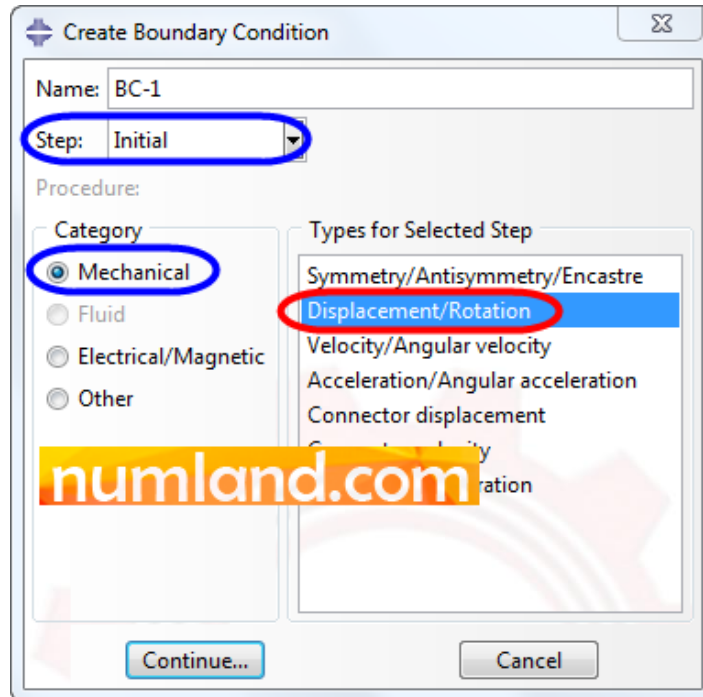 Create Boundary Condition
Name: BC-1
Step: Initial
Procedure:
Category
Mechanical
Fluid
Electrical/Magnetic
Other
Types for Selected Step
Symmetry/Antisymmetry/Encastre
Displacement/Rotation
Velocity/Angular velocity
Acceleration/Angular acceleration
Connector displacement
numland.com
Continue...
Cancel